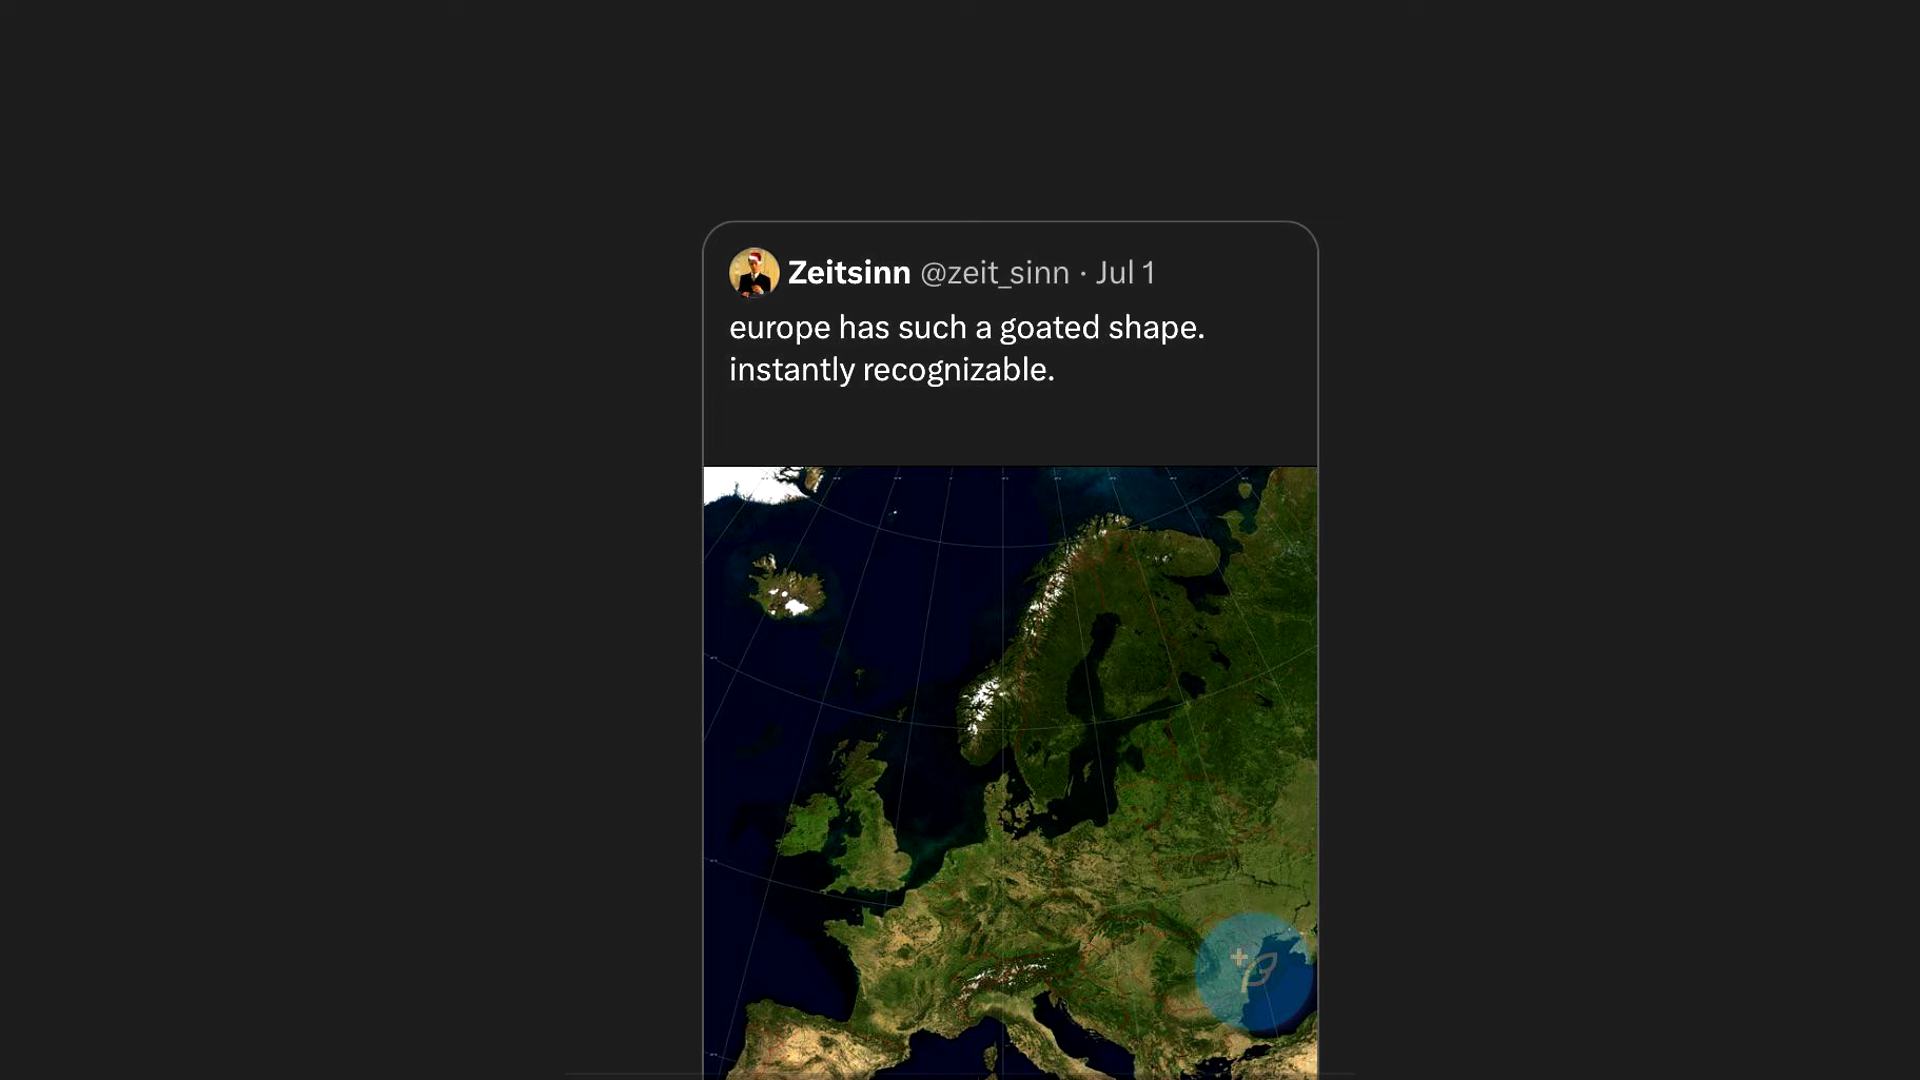 Zeitsinn @zeit_sinn · Jul 1
europe has such a goated shape.
instantly recognizable.